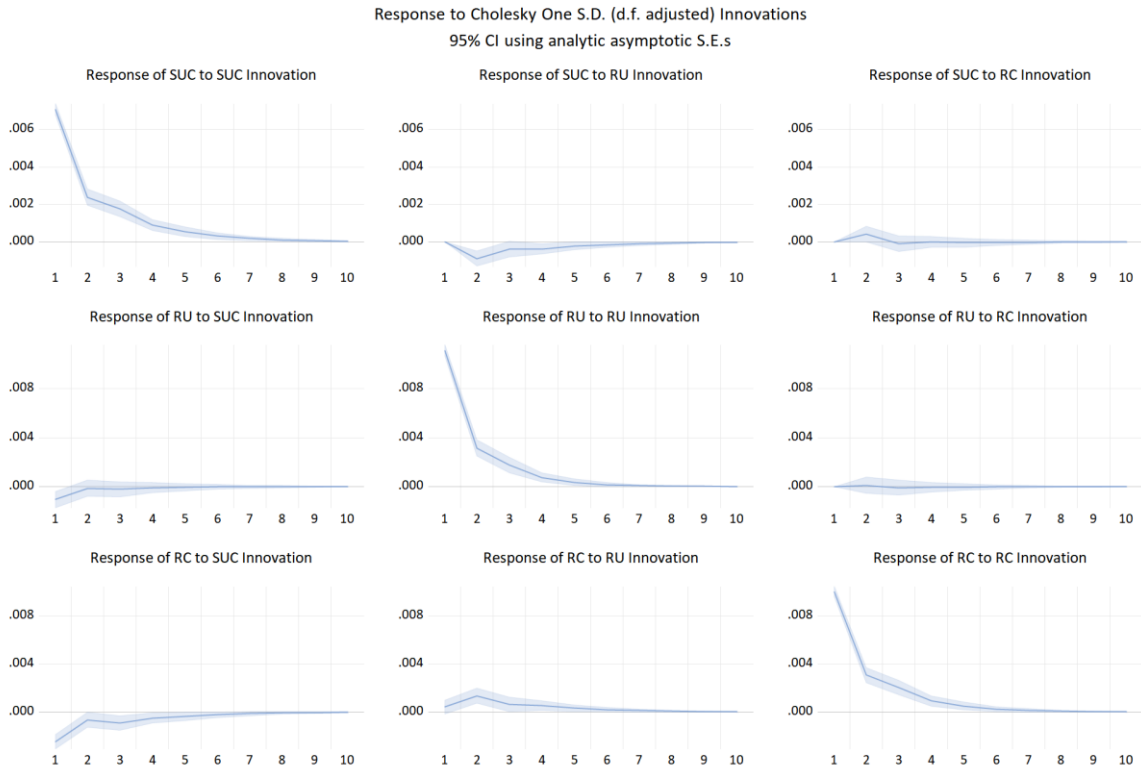 Response to Cholesky One S.D. (d.f. adjusted) Innovations
95% CI using analytic asymptotic S.E.s
Response of SUC to SUC Innovation
.006
.004
.002
.000
1 2 3 4 5 6 7 8 9 10
Response of SUC to RU Innovation
.006
.004
.002
.000
1 2 3 4 5 6 7 8 9 10
Response of SUC to RC Innovation
.006
.004
.002
.000
1 2 3 4 5 6 7 8 9 10
Response of RU to SUC Innovation
.008
.004
.000
1 2 3 4 5 6 7 8 9 10
Response of RU to RU Innovation
.008
.004
.000
1 2 3 4 5 6 7 8 9 10
Response of RU to RC Innovation
.008
.004
.000
1 2 3 4 5 6 7 8 9 10
Response of RC to SUC Innovation
.008
.004
.000
1 2 3 4 5 6 7 8 9 10
Response of RC to RU Innovation
.008
.004
.000
1 2 3 4 5 6 7 8 9 10
Response of RC to RC Innovation
.008
.004
.000
1 2 3 4 5 6 7 8 9 10